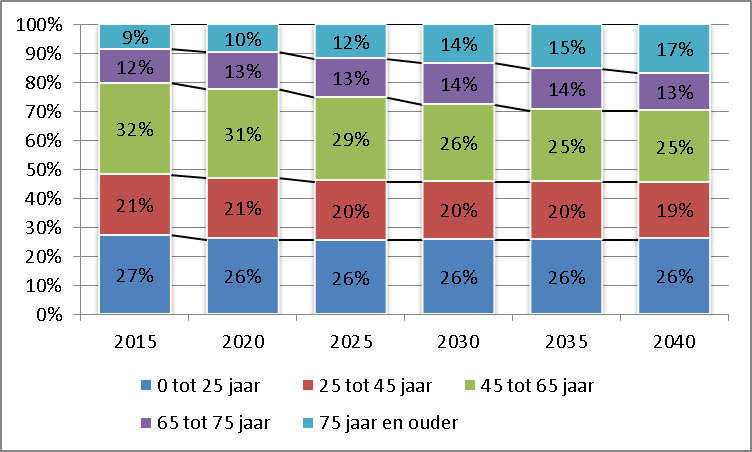 100%
90%
80%
70%
60%
50%
40%
30%
20%
10%
0%
9% 10% 12% 14% 15% 17%
12% 13% 13% 14% 14% 13%
32% 31% 29% 26% 25% 25%
21% 21% 20% 20% 20% 19%
27% 26% 26% 26% 26% 26%
2015 2020 2025 2030 2035 2040
0 tot 25 jaar 25 tot 45 jaar 45 tot 65 jaar
65 tot 75 jaar 75 jaar en ouder